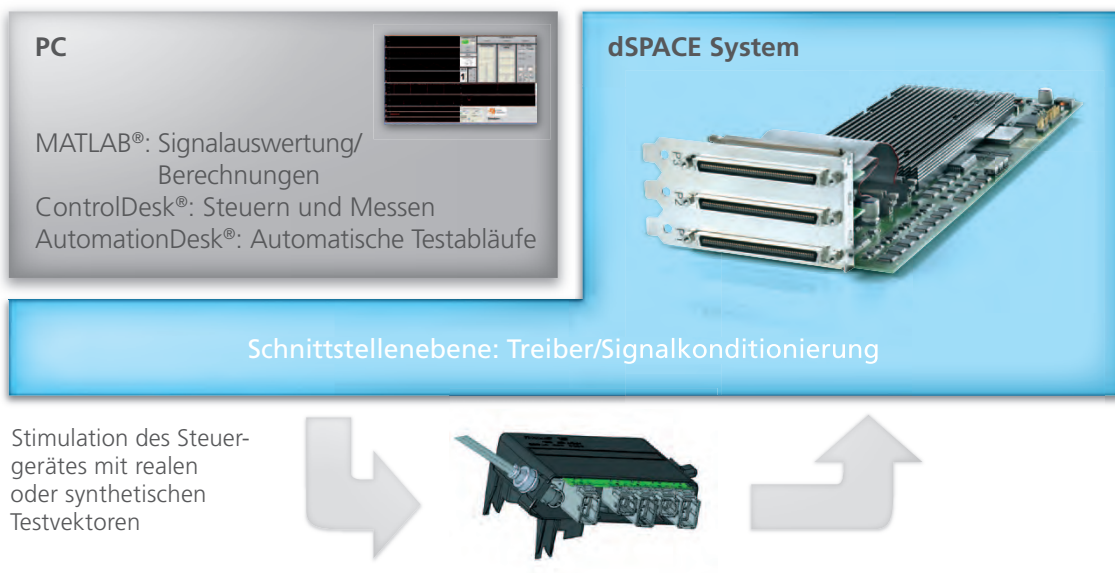 PC
MATLAB®: Signalauswertung/
Berechnungen
ControlDesk®: Steuern und Messen
AutomationDesk®: Automatische Testabläufe
dSPACE System
Schnittstellenebene: Treiber/Signalkonditionierung
Stimulation des Steuer-
gerätes mit realen
oder synthetischen
Testvektoren